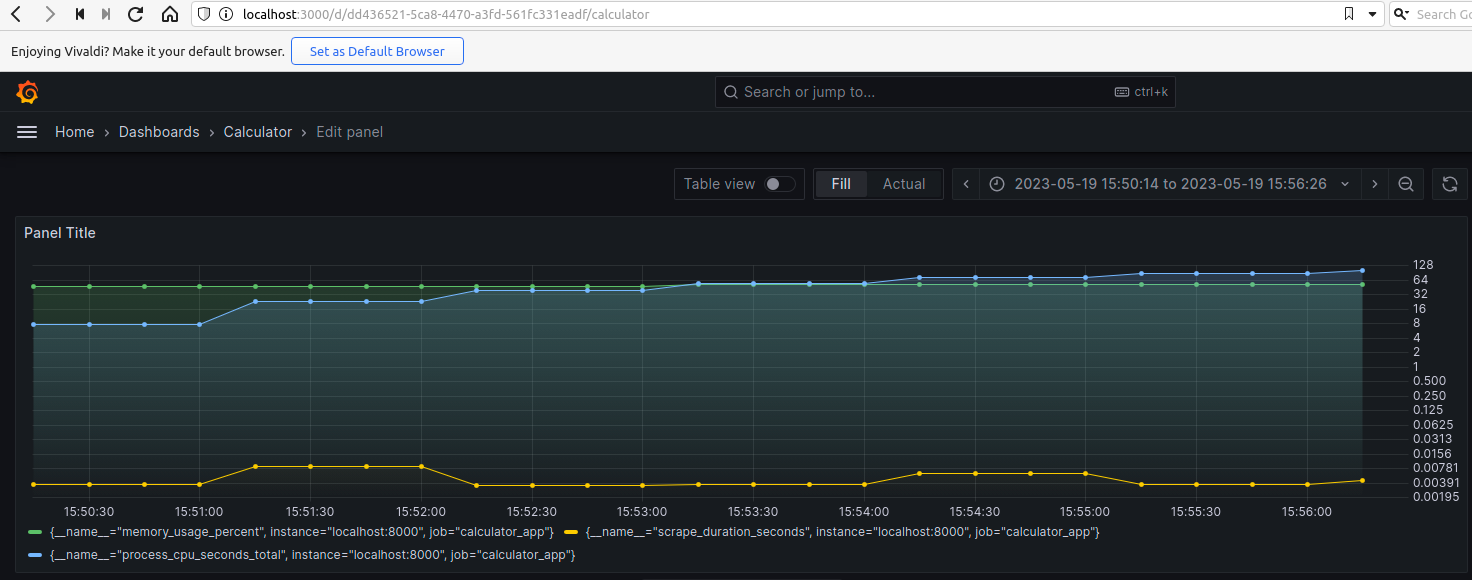 localhost:3000/d/dd436521-5ca8-4470-a3fd-561fc331eadf/calculator
Search Go
Enjoying Vivaldi? Make it your default browser. Set as Default Browser
Search or jump to... ctrl+k
Home › Dashboards › Calculator › Edit panel
Table view Fill Actual 2023-05-19 15:50:14 to 2023-05-19 15:56:26
Panel Title
128
64
32
16
8
4
2
1
0.500
0.250
0.125
0.0625
0.0313
0.0156
0.00781
0.00391
0.00195
15:50:30 15:51:00 15:51:30 15:52:00 15:52:30 15:53:00 15:53:30 15:54:00 15:54:30 15:55:00 15:55:30 15:56:00
{__name__="memory_usage_percent", instance="localhost:8000", job="calculator_app"} {__name__="scrape_duration_seconds", instance="localhost:8000", job="calculator_app"}
{__name__="process_cpu_seconds_total", instance="localhost:8000", job="calculator_app"}